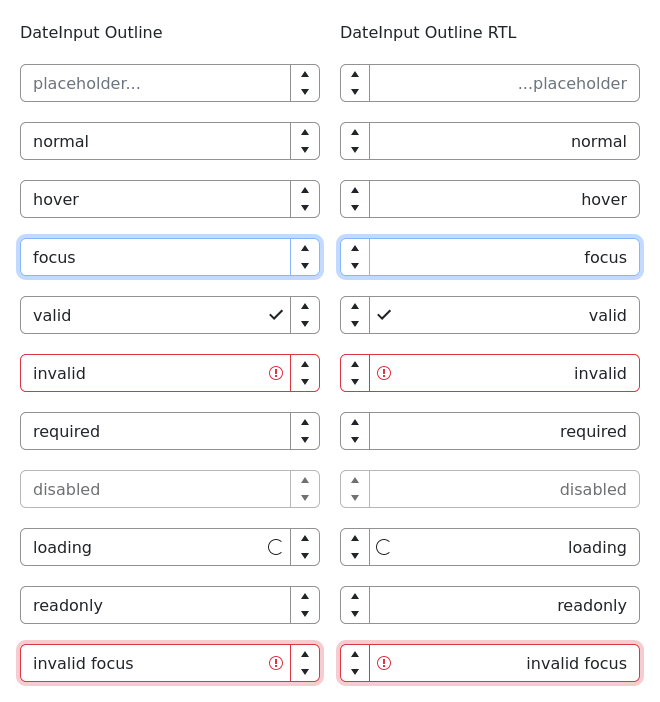 DateInput Outline
placeholder...
normal
hover
focus
valid
invalid
required
disabled
loading
readonly
invalid focus
DateInput Outline RTL
...placeholder
normal
hover
focus
valid
invalid
required
disabled
loading
readonly
invalid focus